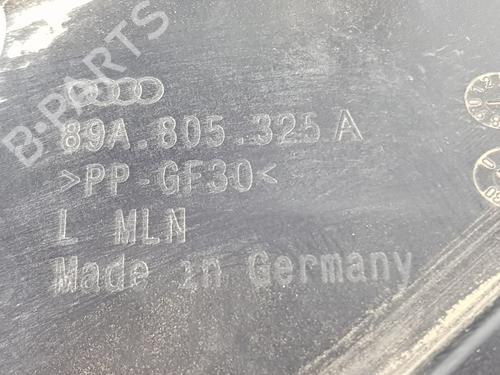 B-PARTS
89A.805.325 A
>PP-GF30<
L MLN
Made in Germany